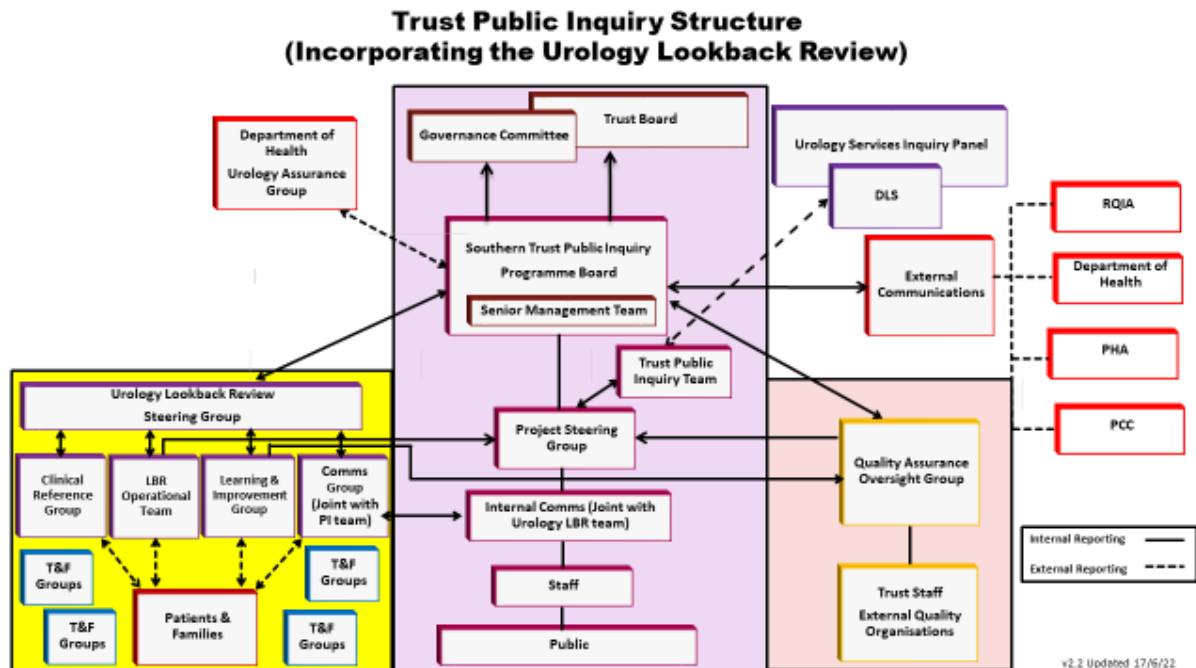 Trust Public Inquiry Structure
(Incorporating the Urology Lookback Review)
Trust Board
Governance Committee
Department of
Health
Urology Assurance
Group
Urology Services Inquiry Panel
DLS
RQIA
Southern Trust Public Inquiry
Programme Board
Senior Management Team
External
Communications
Department of
Health
PHA
Trust Public
Inquiry Team
Urology Lookback Review
Steering Group
Project Steering
Group
PCC
Clinical
Reference
Group
LBR
Operational
Team
Learning &
Improvement
Group
Comms
Group
(Joint with
PI team)
Quality Assurance
Oversight Group
Internal Comms (Joint with
Urology LBR team)
Internal Reporting
External Reporting
T&F
Groups
T&F
Groups
Staff
Trust Staff
External Quality
Organisations
Patients &
Families
T&F
Groups
T&F
Groups
Public
v2.2 Updated 17/6/22